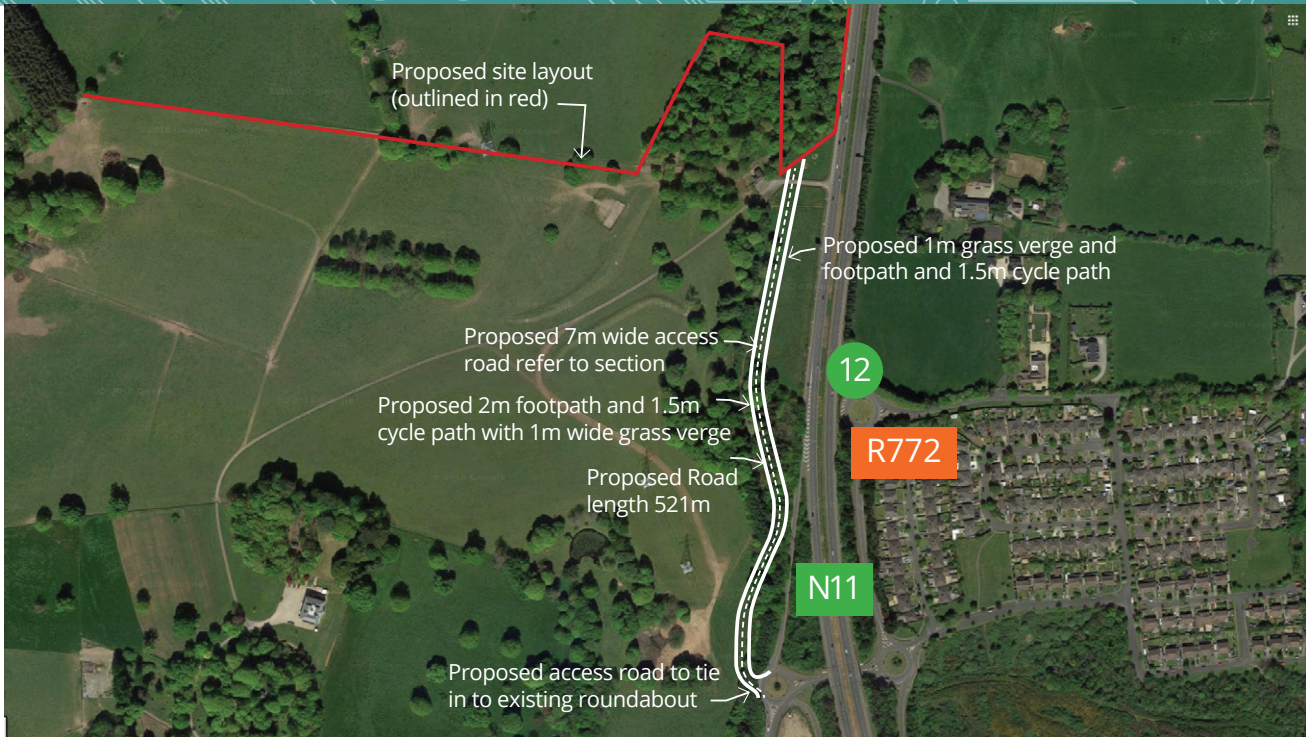 Proposed site layout
(outlined in red)
Proposed 1m grass verge and
footpath and 1.5m cycle path
Proposed 7m wide access
road refer to section
12
Proposed 2m footpath and 1.5m
cycle path with 1m wide grass verge
R772
Proposed Road
length 521m
N11
Proposed access road to tie
in to existing roundabout